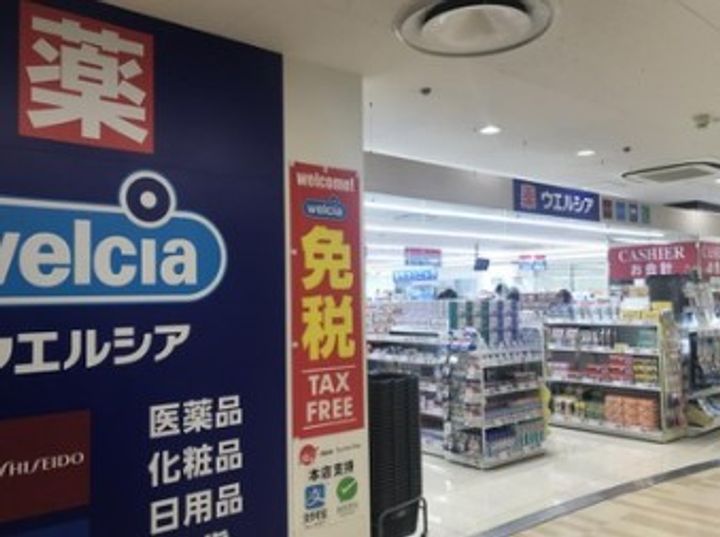 薬
welcia
ウエルシア
SHISEIDO
医薬品
化粧品
日用品
welcome!
welcia
免税
TAX
FREE
本店支持
薬 ウエルシア
CASHIER
お会計